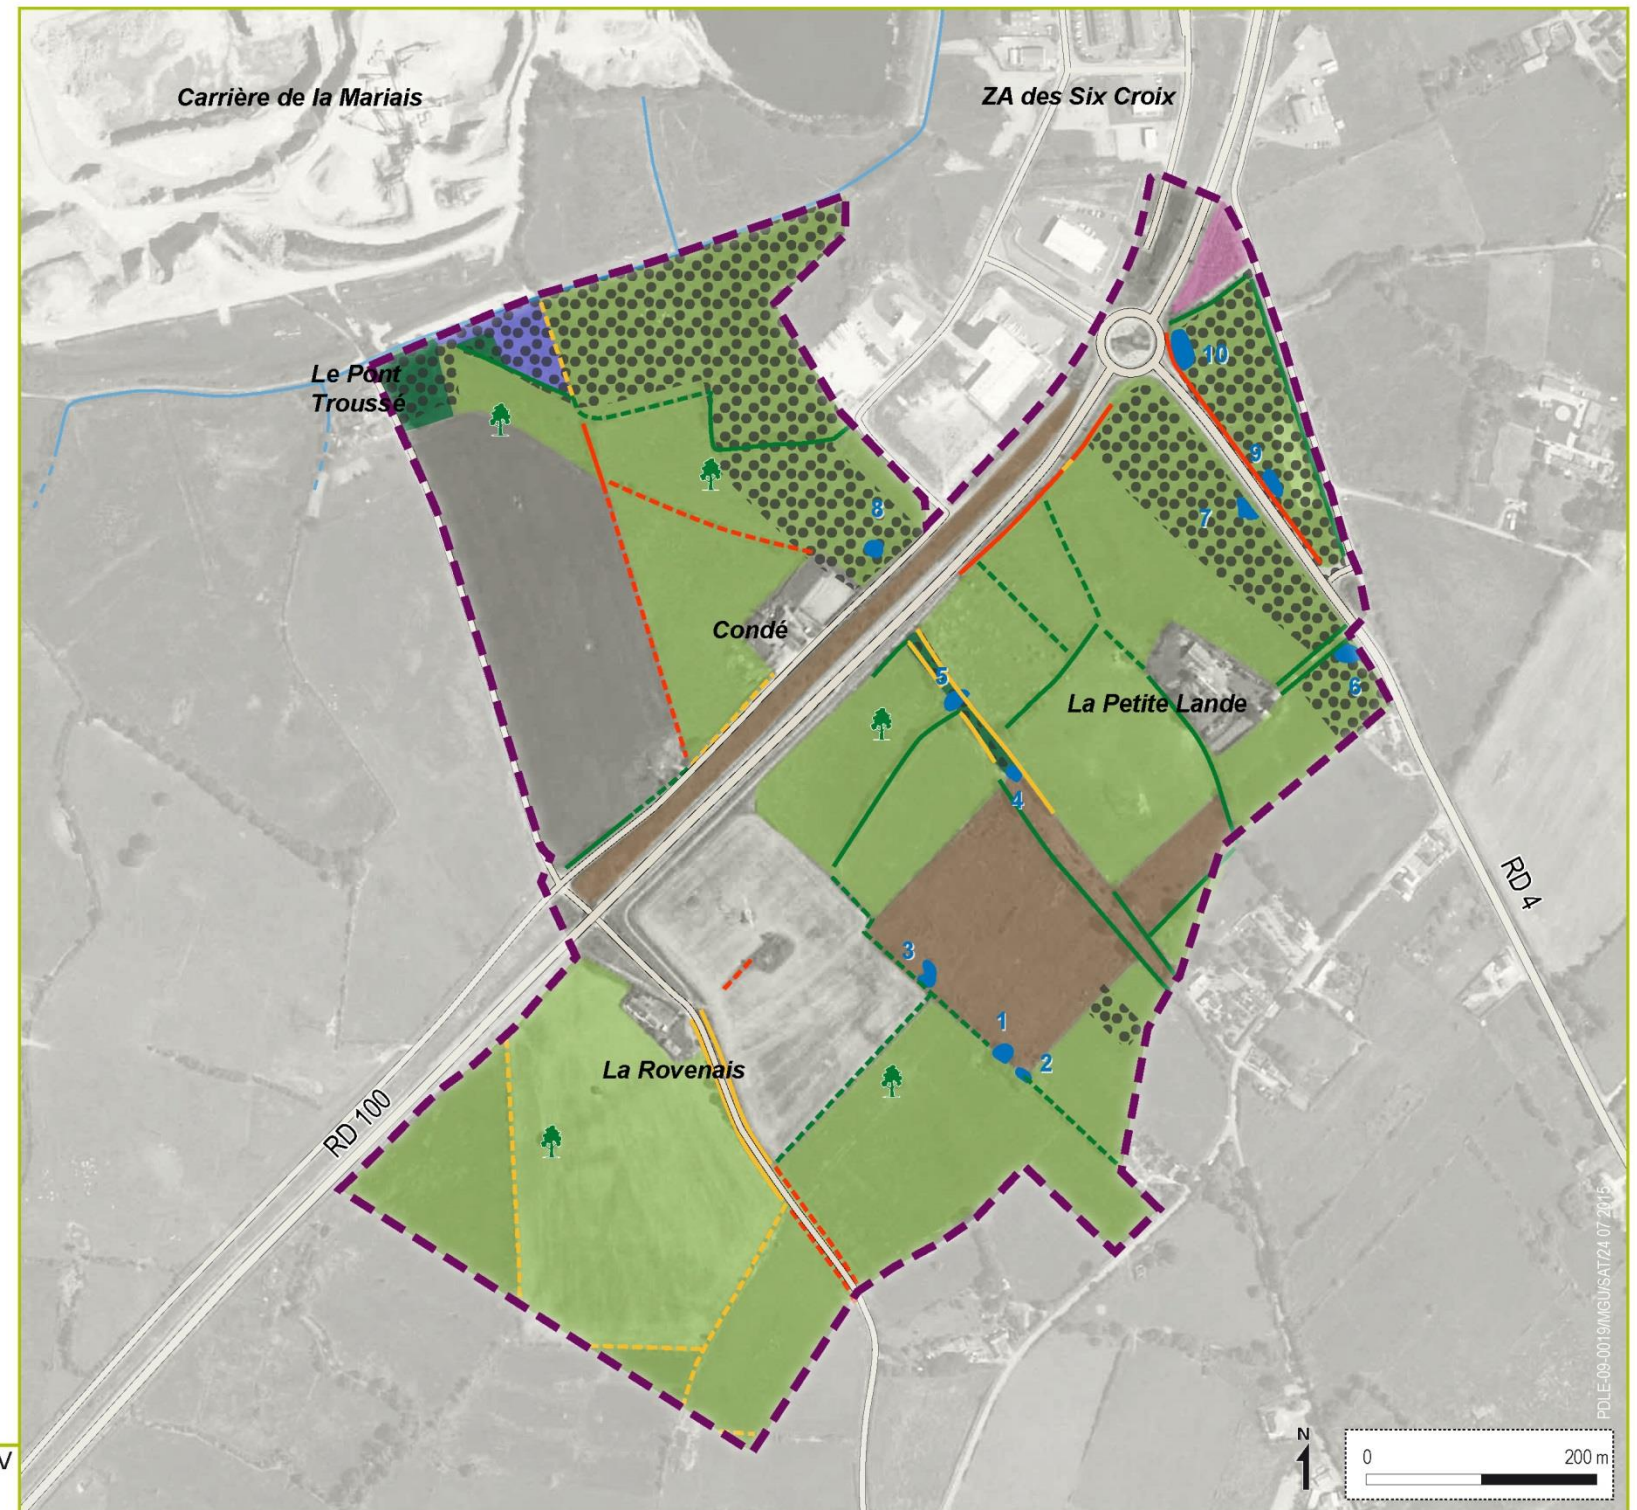 Carrière de la Mariais
ZA des Six Croix
Le Pont
Troussé
10
9
8
7
Condé
5
La Petite Lande
6
4
RD 4
3
1
2
La Rovenais
RD 100
PDLE-09-0019/MGU/SAT/24 07 2015
N
0
200 m
V